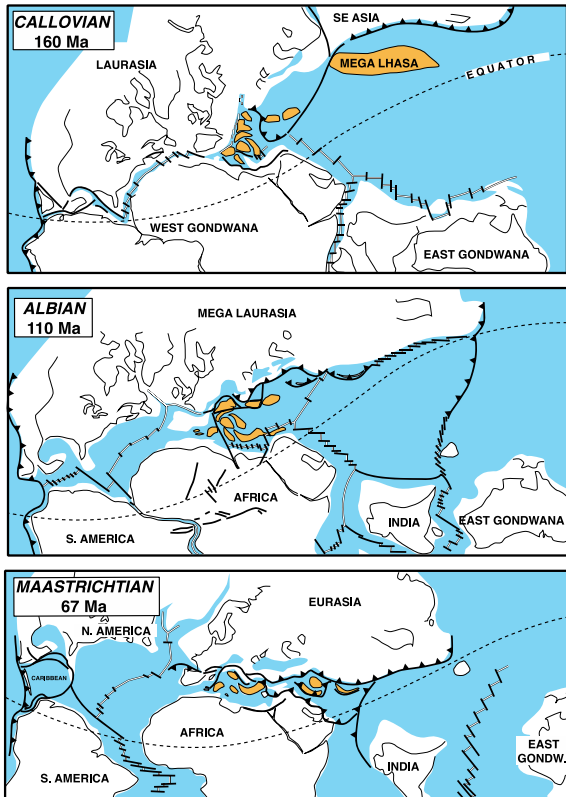 CALLOVIAN
160 Ma
SE ASIA
LAURASIA
MEGA LHASA
EQUATOR
WEST GONDWANA
EAST GONDWANA
ALBIAN
110 Ma
MEGA LAURASIA
AFRICA
INDIA
EAST GONDWANA
S. AMERICA
MAASTRICHTIAN
67 Ma
N. AMERICA
EURASIA
CARIBBEAN
AFRICA
INDIA
EAST
GONDW.
S. AMERICA